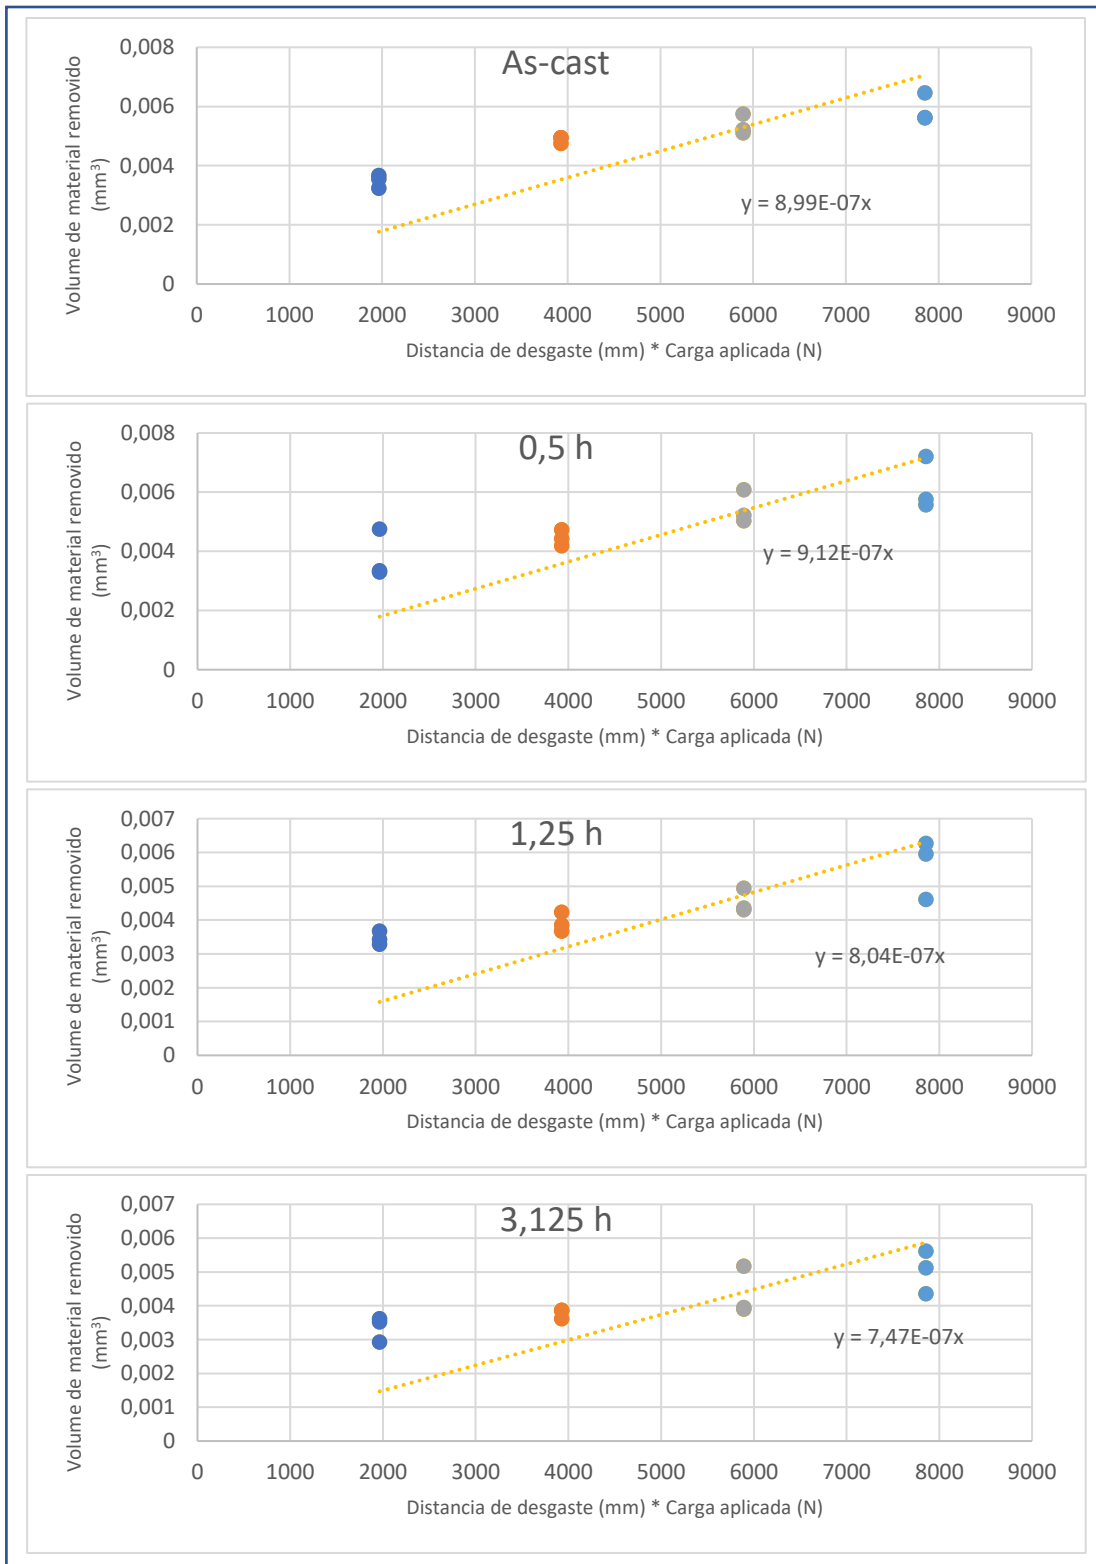 As-cast
Volume de material removido
(mm³)
0,008
0,006
0,004
0,002
0
y = 8,99E-07x
0 1000 2000 3000 4000 5000 6000 7000 8000 9000
Distancia de desgaste (mm) * Carga aplicada (N)
0,5 h
Volume de material removido
(mm³)
0,008
0,006
0,004
0,002
0
y = 9,12E-07x
0 1000 2000 3000 4000 5000 6000 7000 8000 9000
Distancia de desgaste (mm) * Carga aplicada (N)
1,25 h
Volume de material removido
(mm³)
0,007
0,006
0,005
0,004
0,003
0,002
0,001
0
y = 8,04E-07x
0 1000 2000 3000 4000 5000 6000 7000 8000 9000
Distancia de desgaste (mm) * Carga aplicada (N)
3,125 h
Volume de material removido
(mm³)
0,007
0,006
0,005
0,004
0,003
0,002
0,001
0
y = 7,47E-07x
0 1000 2000 3000 4000 5000 6000 7000 8000 9000
Distancia de desgaste (mm) * Carga aplicada (N)